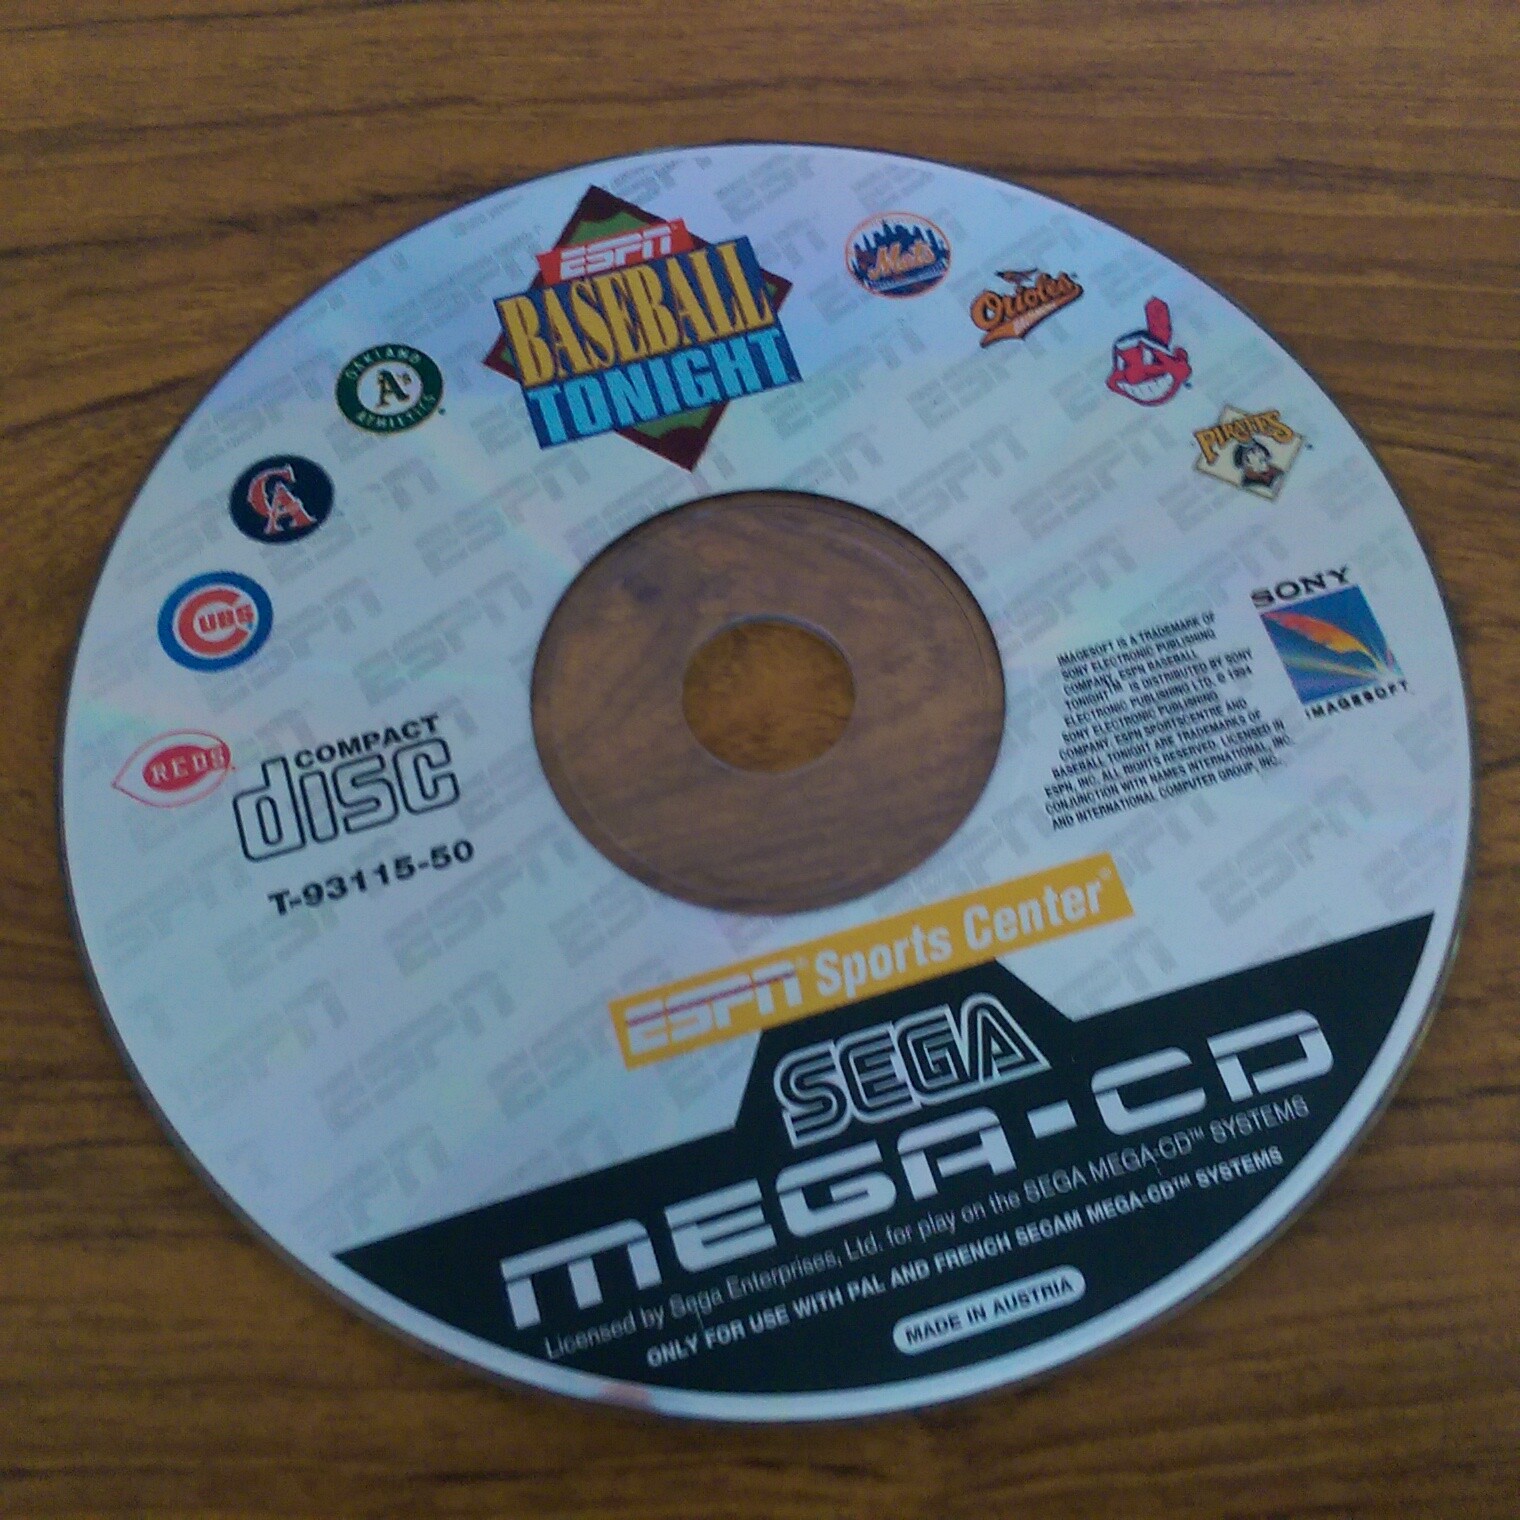 ESPN
BASEBALL
TONIGHT
Mets
Orioles
OAKLAND
A's
ATHLETICS
PIRATES
CA
CUBS
REDS
COMPACT
disc
T-93115-50
SONY
IMAGESOFT
IMAGESOFT IS A TRADEMARK OF
SONY ELECTRONIC PUBLISHING
COMPANY. ESPN BASEBALL
TONIGHT™ IS DISTRIBUTED BY SONY
ELECTRONIC PUBLISHING LTD. © 1994
SONY ELECTRONIC PUBLISHING
COMPANY. ESPN SPORTSCENTRE AND
BASEBALL TONIGHT ARE TRADEMARKS OF
ESPN, INC. ALL RIGHTS RESERVED. LICENSED IN
CONJUNCTION WITH NAMES INTERNATIONAL, INC.
AND INTERNATIONAL COMPUTER GROUP, INC.
ESPN Sports Center®
SEGA
MEGA-CD
Licensed by Sega Enterprises, Ltd. for play on the SEGA MEGA-CD™ SYSTEMS
ONLY FOR USE WITH PAL AND FRENCH SEGAM MEGA-CD™ SYSTEMS
MADE IN AUSTRIA